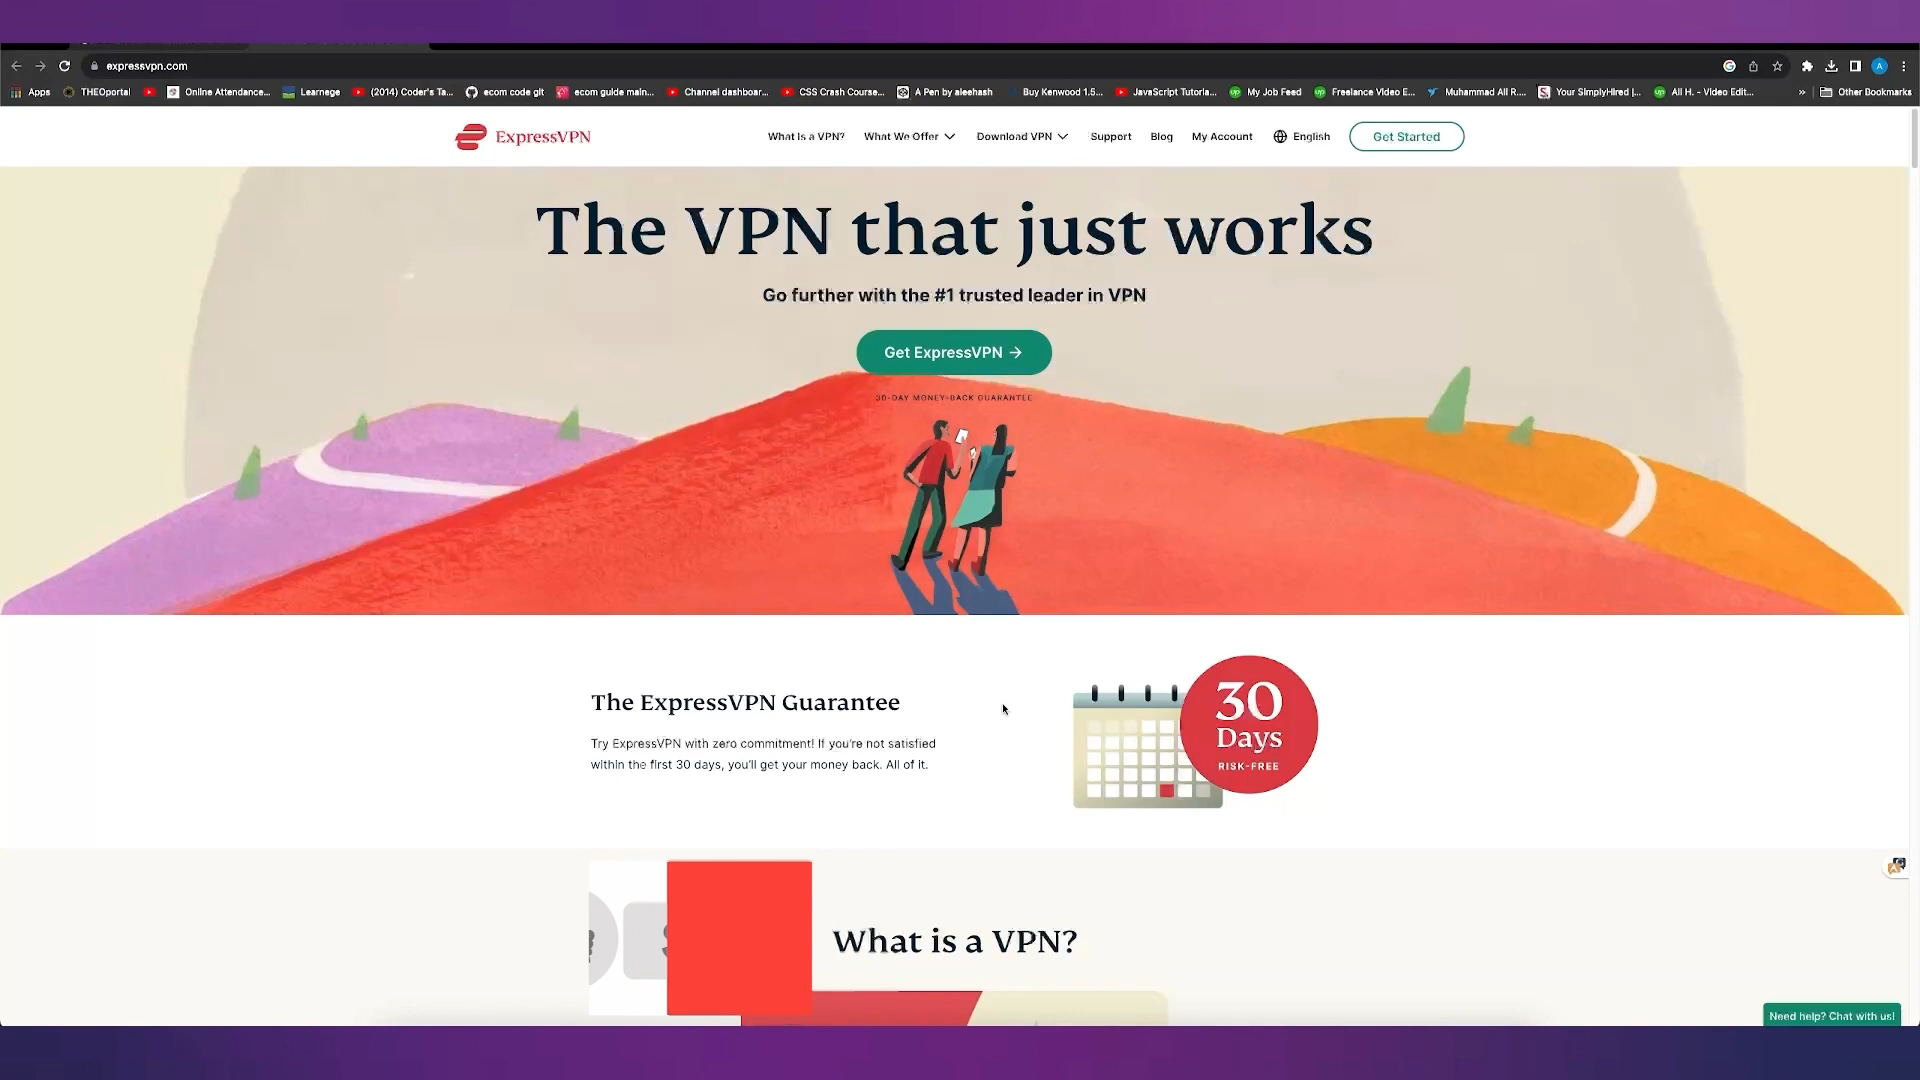 expressvpn.com
Apps
THEOportal
Online Attendance...
Learnege
(2014) Coder's Ta...
ecom code git
ecom guide main...
Channel dashboar...
CSS Crash Course...
A Pen by aleehash
Buy Kenwood 1.5...
JavaScript Tutoria...
My Job Feed
Freelance Video E...
Muhammad Ali R....
Your SimplyHired |...
Ali H. - Video Edit...
»
Other Bookmarks
ExpressVPN
What Is a VPN?
What We Offer
Download VPN
Support
Blog
My Account
English
Get Started
The VPN that just works
Go further with the #1 trusted leader in VPN
Get ExpressVPN →
30-DAY MONEY-BACK GUARANTEE
The ExpressVPN Guarantee
Try ExpressVPN with zero commitment! If you're not satisfied
within the first 30 days, you'll get your money back. All of it.
30
Days
RISK-FREE
What is a VPN?
Need help? Chat with us!